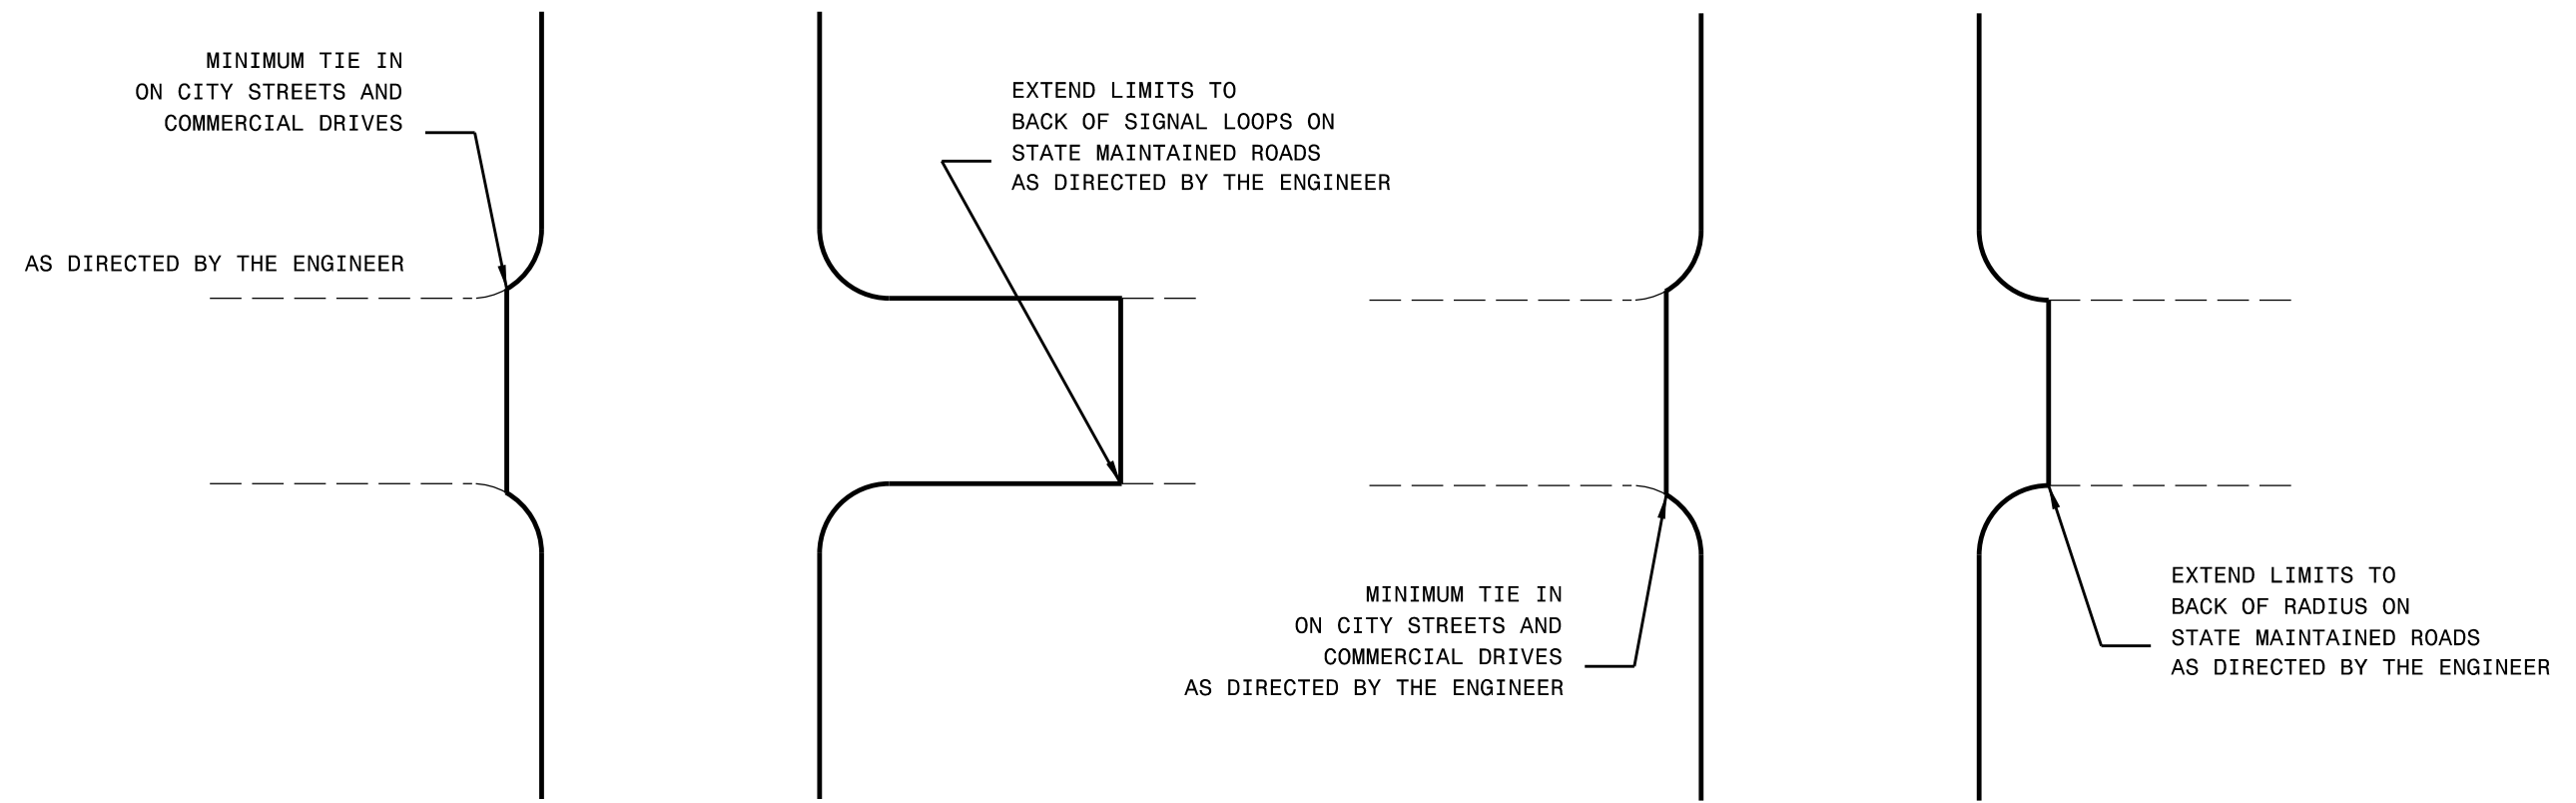 MINIMUM TIE IN
ON CITY STREETS AND
COMMERCIAL DRIVES
AS DIRECTED BY THE ENGINEER
EXTEND LIMITS TO
BACK OF SIGNAL LOOPS ON
STATE MAINTAINED ROADS
AS DIRECTED BY THE ENGINEER
MINIMUM TIE IN
ON CITY STREETS AND
COMMERCIAL DRIVES
AS DIRECTED BY THE ENGINEER
EXTEND LIMITS TO
BACK OF RADIUS ON
STATE MAINTAINED ROADS
AS DIRECTED BY THE ENGINEER